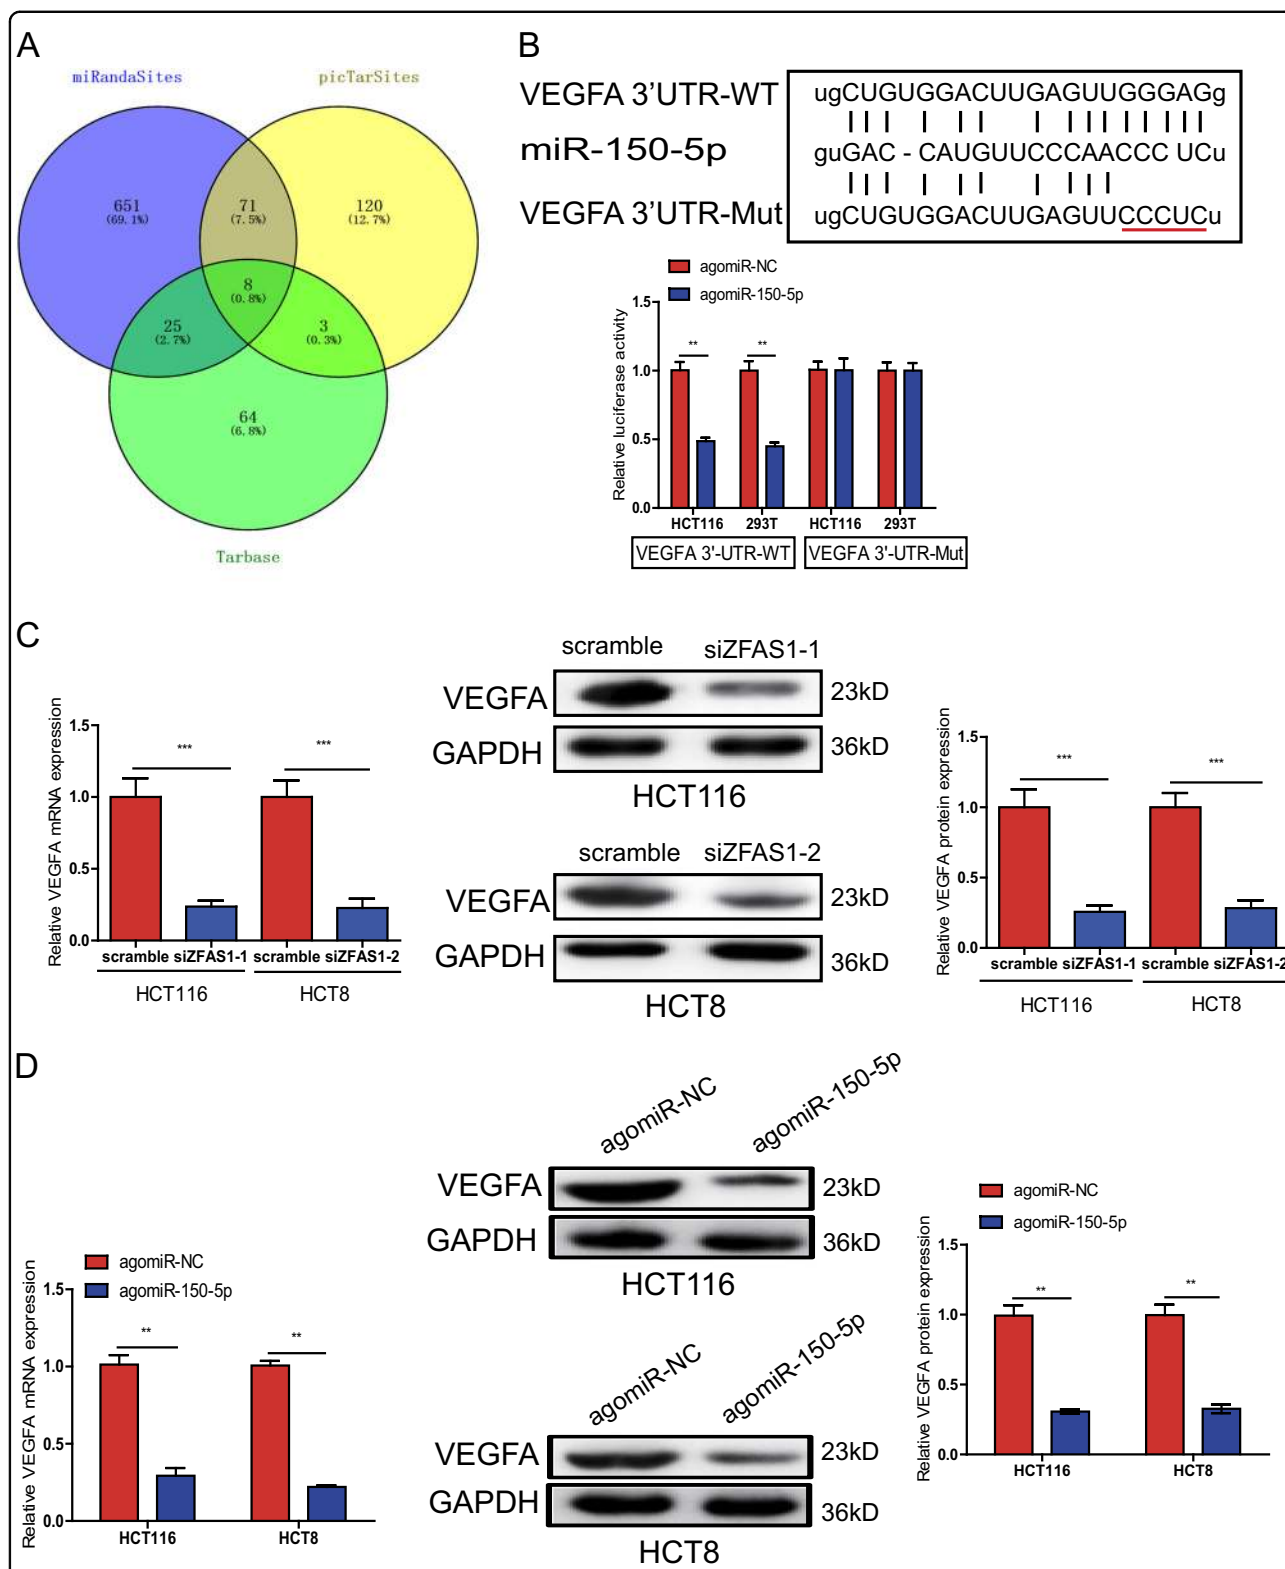 A
miRandaSites
picTarSites
651
(69.1%)
71
(7.5%)
120
(12.7%)
8
(0.8%)
25
(2.7%)
3
(0.3%)
64
(6.8%)
Tarbase
B
VEGFA 3'UTR-WT
ugCUGUGGACUUGAGUUGGGAGg
miR-150-5p
guGAC - CAUGUUCCCAACCC UCu
VEGFA 3'UTR-Mut
ugCUGUGGACUUGAGUUCCCUCu
agomiR-NC
agomiR-150-5p
Relative luciferase activity
1.5
1.0
0.5
0.0
** **
HCT116 293T HCT116 293T
VEGFA 3'-UTR-WT VEGFA 3'-UTR-Mut
C
Relative VEGFA mRNA expression
1.5
1.0
0.5
0.0
*** ***
scramble siZFAS1-1 scramble siZFAS1-2
HCT116 HCT8
scramble siZFAS1-1
VEGFA 23kD
GAPDH 36kD
HCT116
scramble siZFAS1-2
VEGFA 23kD
GAPDH 36kD
HCT8
Relative VEGFA protein expression
1.5
1.0
0.5
0.0
*** ***
scramble siZFAS1-1 scramble siZFAS1-2
HCT116 HCT8
D
agomiR-NC
agomiR-150-5p
Relative VEGFA mRNA expression
1.5
1.0
0.5
0.0
** **
HCT116 HCT8
agomiR-NC agomiR-150-5p
VEGFA 23kD
GAPDH 36kD
HCT116
agomiR-NC agomiR-150-5p
VEGFA 23kD
GAPDH 36kD
HCT8
agomiR-NC
agomiR-150-5p
Relative VEGFA protein expression
1.5
1.0
0.5
0.0
** **
HCT116 HCT8